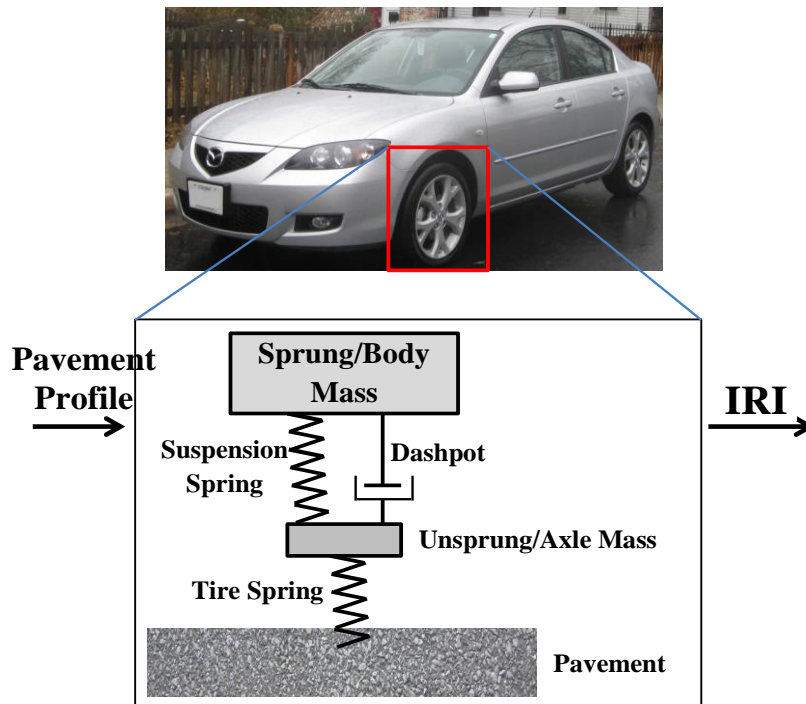 Pavement
Profile
Sprung/Body
Mass
IRI
Suspension
Spring
Dashpot
Unsprung/Axle Mass
Tire Spring
Pavement